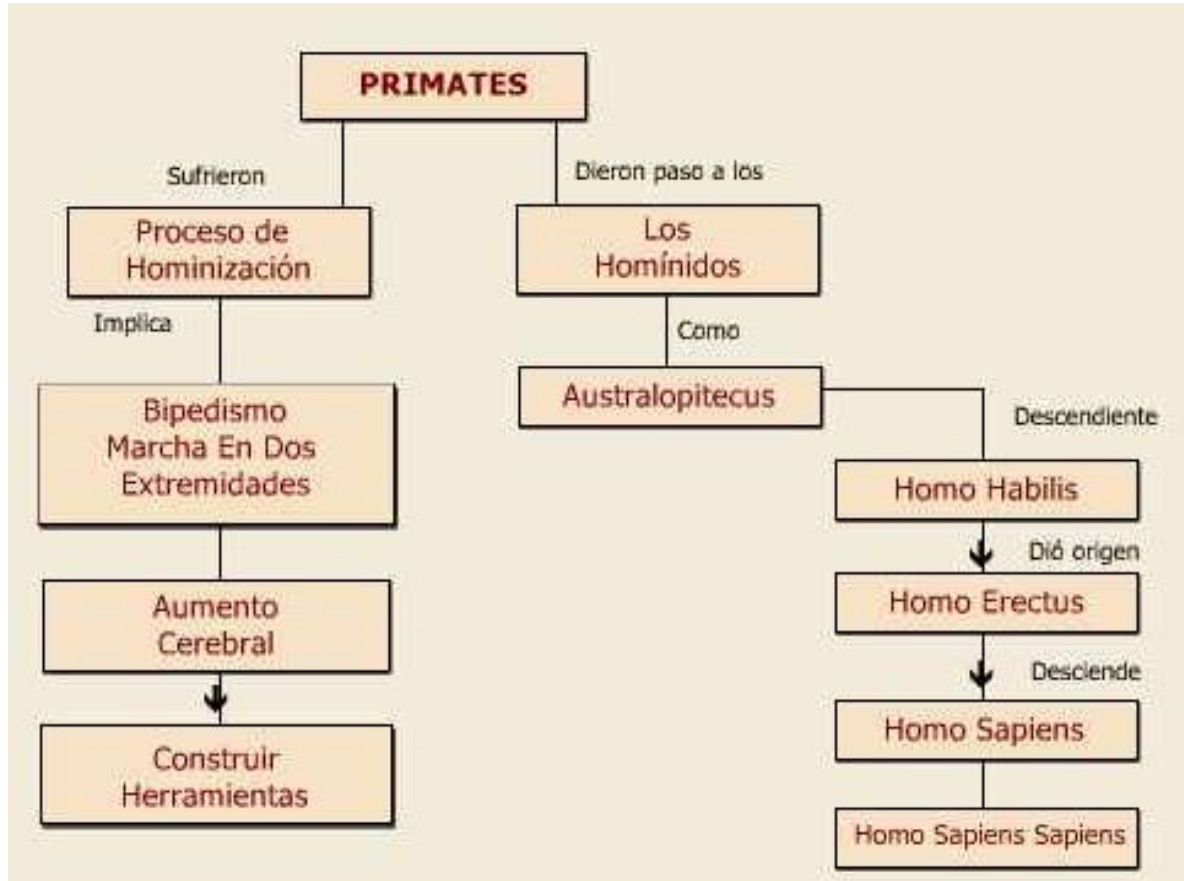 PRIMATES
Sufrieron
Dieron paso a los
Proceso de
Hominización
Los
Homínidos
Implica
Como
Bipedismo
Marcha En Dos
Extremidades
Australopitecus
Descendiente
Homo Habilis
Dió origen
Aumento
Cerebral
Homo Erectus
Desciende
Construir
Herramientas
Homo Sapiens
Homo Sapiens Sapiens